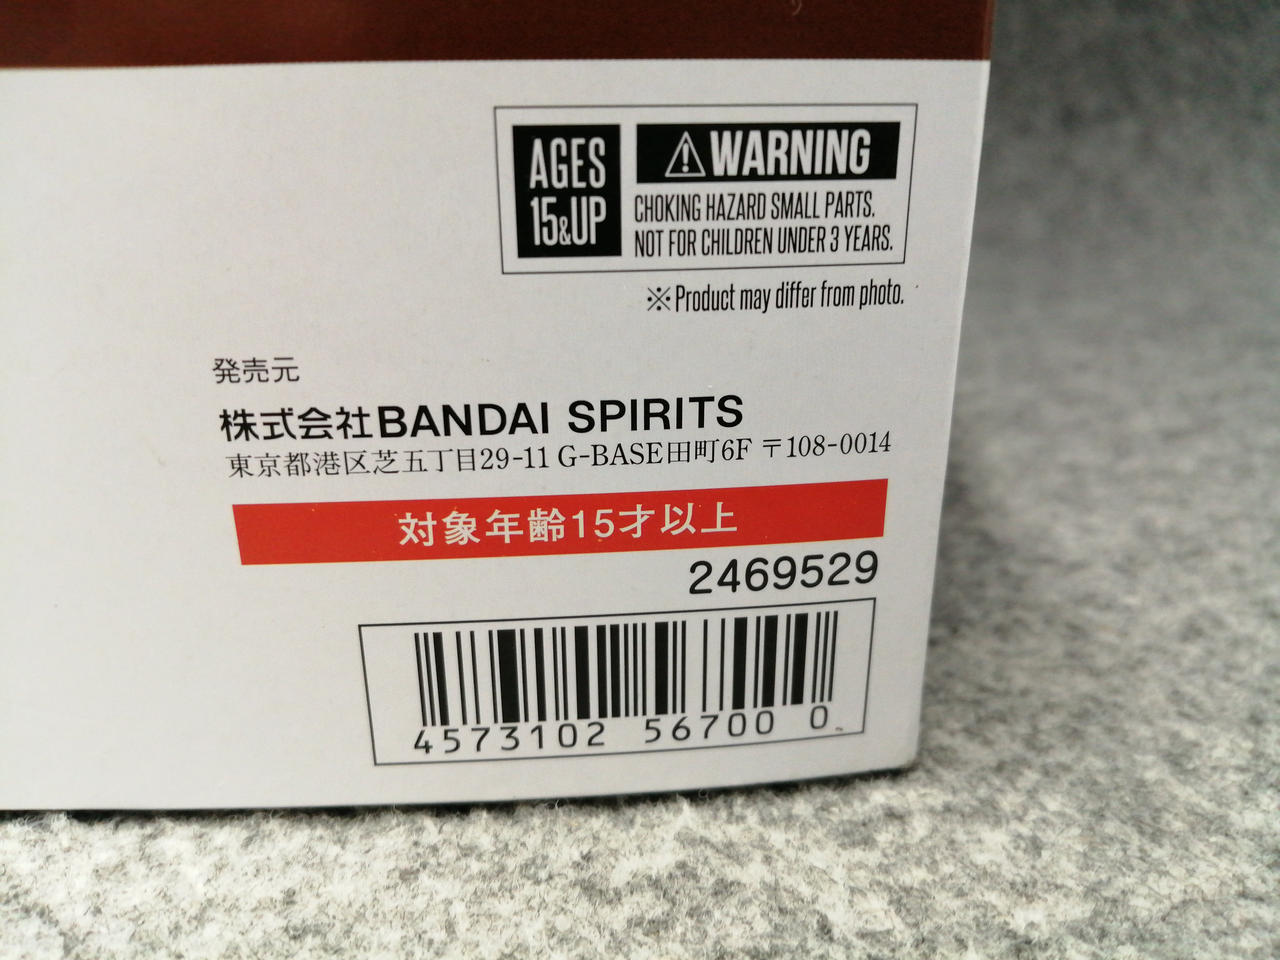 AGES
15&UP
⚠WARNING
CHOKING HAZARD SMALL PARTS.
NOT FOR CHILDREN UNDER 3 YEARS.
※Product may differ from photo.
発売元
株式会社BANDAI SPIRITS
東京都港区芝五丁目29-11 G-BASE田町6F 〒108-0014
対象年齢15才以上
2469529
4573102 56700 0